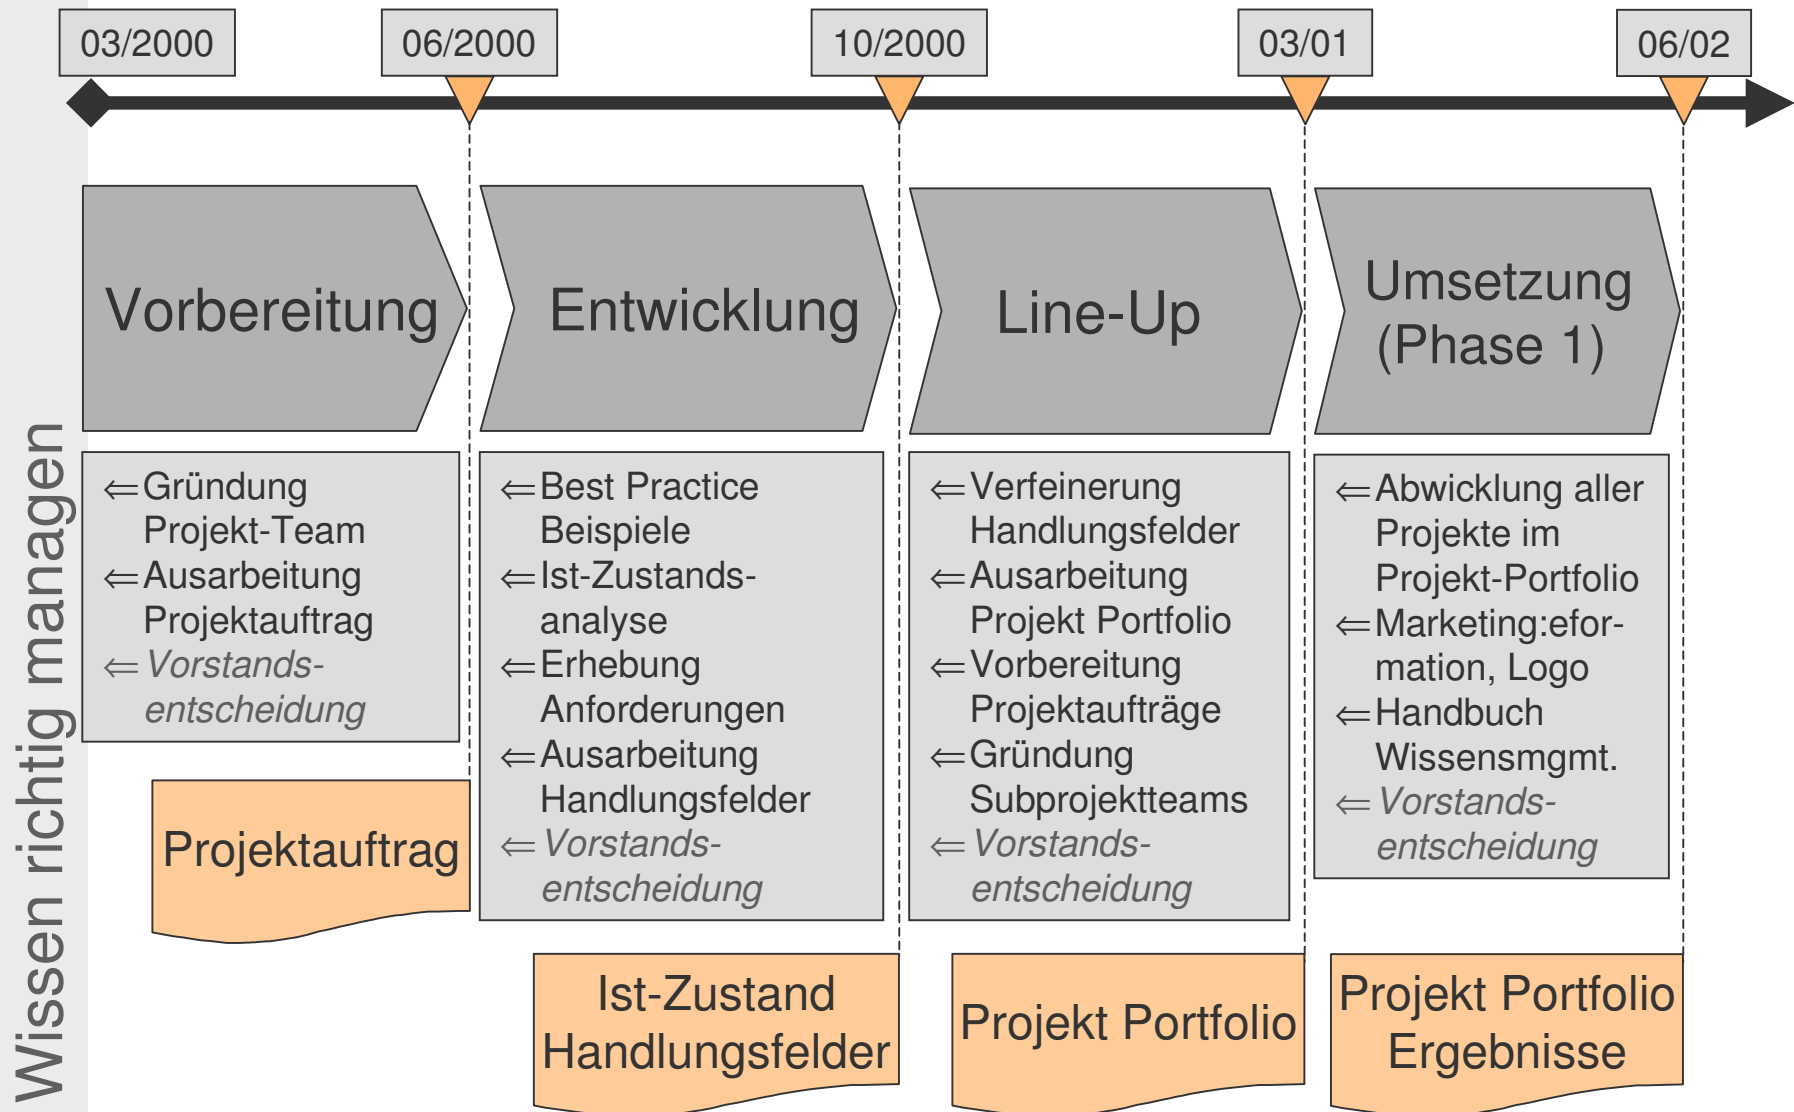 03/2000
06/2000
10/2000
03/01
06/02
Vorbereitung
Entwicklung
Line-Up
Umsetzung
(Phase 1)
⇐Gründung
Projekt-Team
⇐Ausarbeitung
Projektauftrag
⇐Vorstands-
entscheidung
⇐Best Practice
Beispiele
⇐Ist-Zustands-
analyse
⇐Erhebung
Anforderungen
⇐Ausarbeitung
Handlungsfelder
⇐Vorstands-
entscheidung
⇐Verfeinerung
Handlungsfelder
⇐Ausarbeitung
Projekt Portfolio
⇐Vorbereitung
Projektaufträge
⇐Gründung
Subprojektteams
⇐Vorstands-
entscheidung
⇐Abwicklung aller
Projekte im
Projekt-Portfolio
⇐Marketing:efor-
mation, Logo
⇐Handbuch
Wissensmgmt.
⇐Vorstands-
entscheidung
Projektauftrag
Ist-Zustand
Handlungsfelder
Projekt Portfolio
Projekt Portfolio
Ergebnisse
Wissen richtig managen